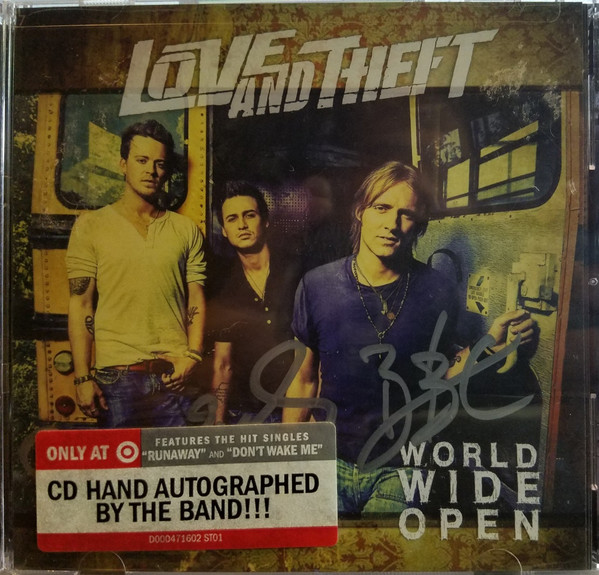 LOVE AND THEFT
ONLY AT
FEATURES THE HIT SINGLES
"RUNAWAY" AND "DON'T WAKE ME"
CD HAND AUTOGRAPHED
BY THE BAND!!!
D000471602 ST01
WORLD
WIDE
OPEN